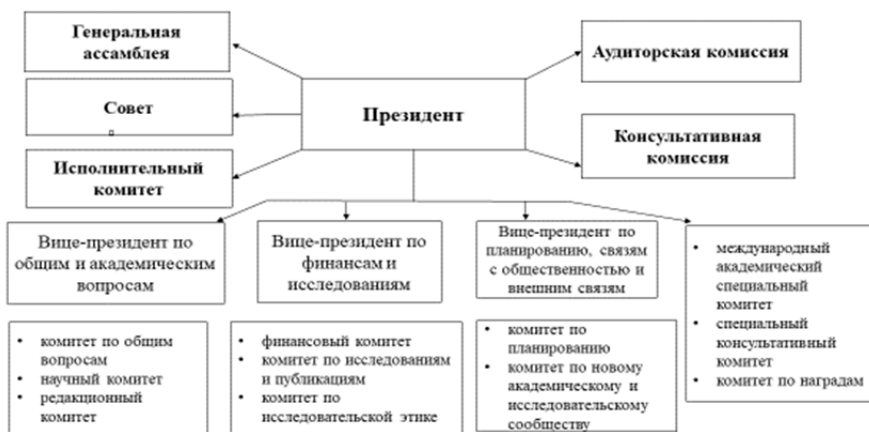 Генеральная
ассамблея
Совет
Исполнительный
комитет
Президент
Аудиторская комиссия
Консультативная
комиссия
Вице-президент по
общим и академическим
вопросам
Вице-президент по
финансам и
исследованиям
Вице-президент по
планированию, связям
с общественностью и
внешним связям
• международный
академический
специальный
комитет
• специальный
консультативный
комитет
• комитет по наградам
• комитет по общим
вопросам
• научный комитет
• редакционный
комитет
• финансовый комитет
• комитет по исследованиям
и публикациям
• комитет по
исследовательской этике
• комитет по
планированию
• комитет по новому
академическому и
исследовательскому
сообществу